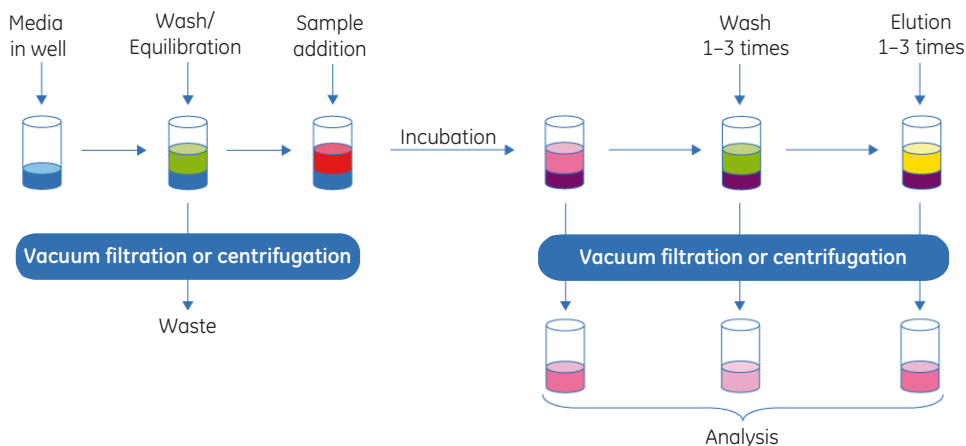 Media
in well
Wash/
Equilibration
Sample
addition
Incubation
Wash
1–3 times
Elution
1–3 times
Vacuum filtration or centrifugation
Vacuum filtration or centrifugation
Waste
Analysis